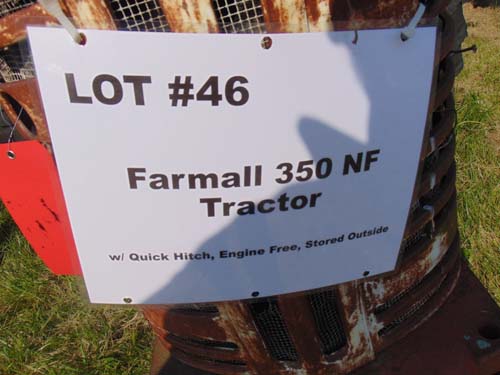 LOT #46
Farmall 350 NF
Tractor
w/ Quick Hitch, Engine Free, Stored Outside